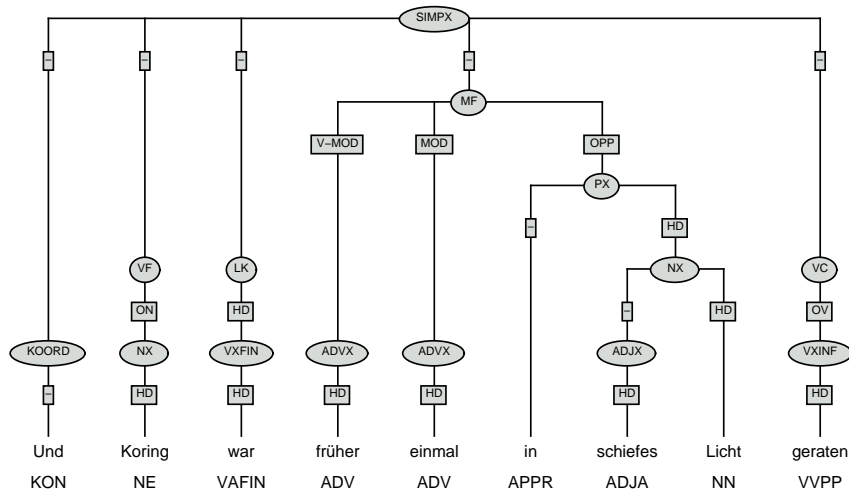 SIMPX
– – – – –
MF
V–MOD MOD OPP
PX
– HD
VF LK NX VC
ON HD – HD OV
KOORD NX VXFIN ADVX ADVX ADJX VXINF
– HD HD HD HD HD HD
Und Koring war früher einmal in schiefes Licht geraten
KON NE VAFIN ADV ADV APPR ADJA NN VVPP